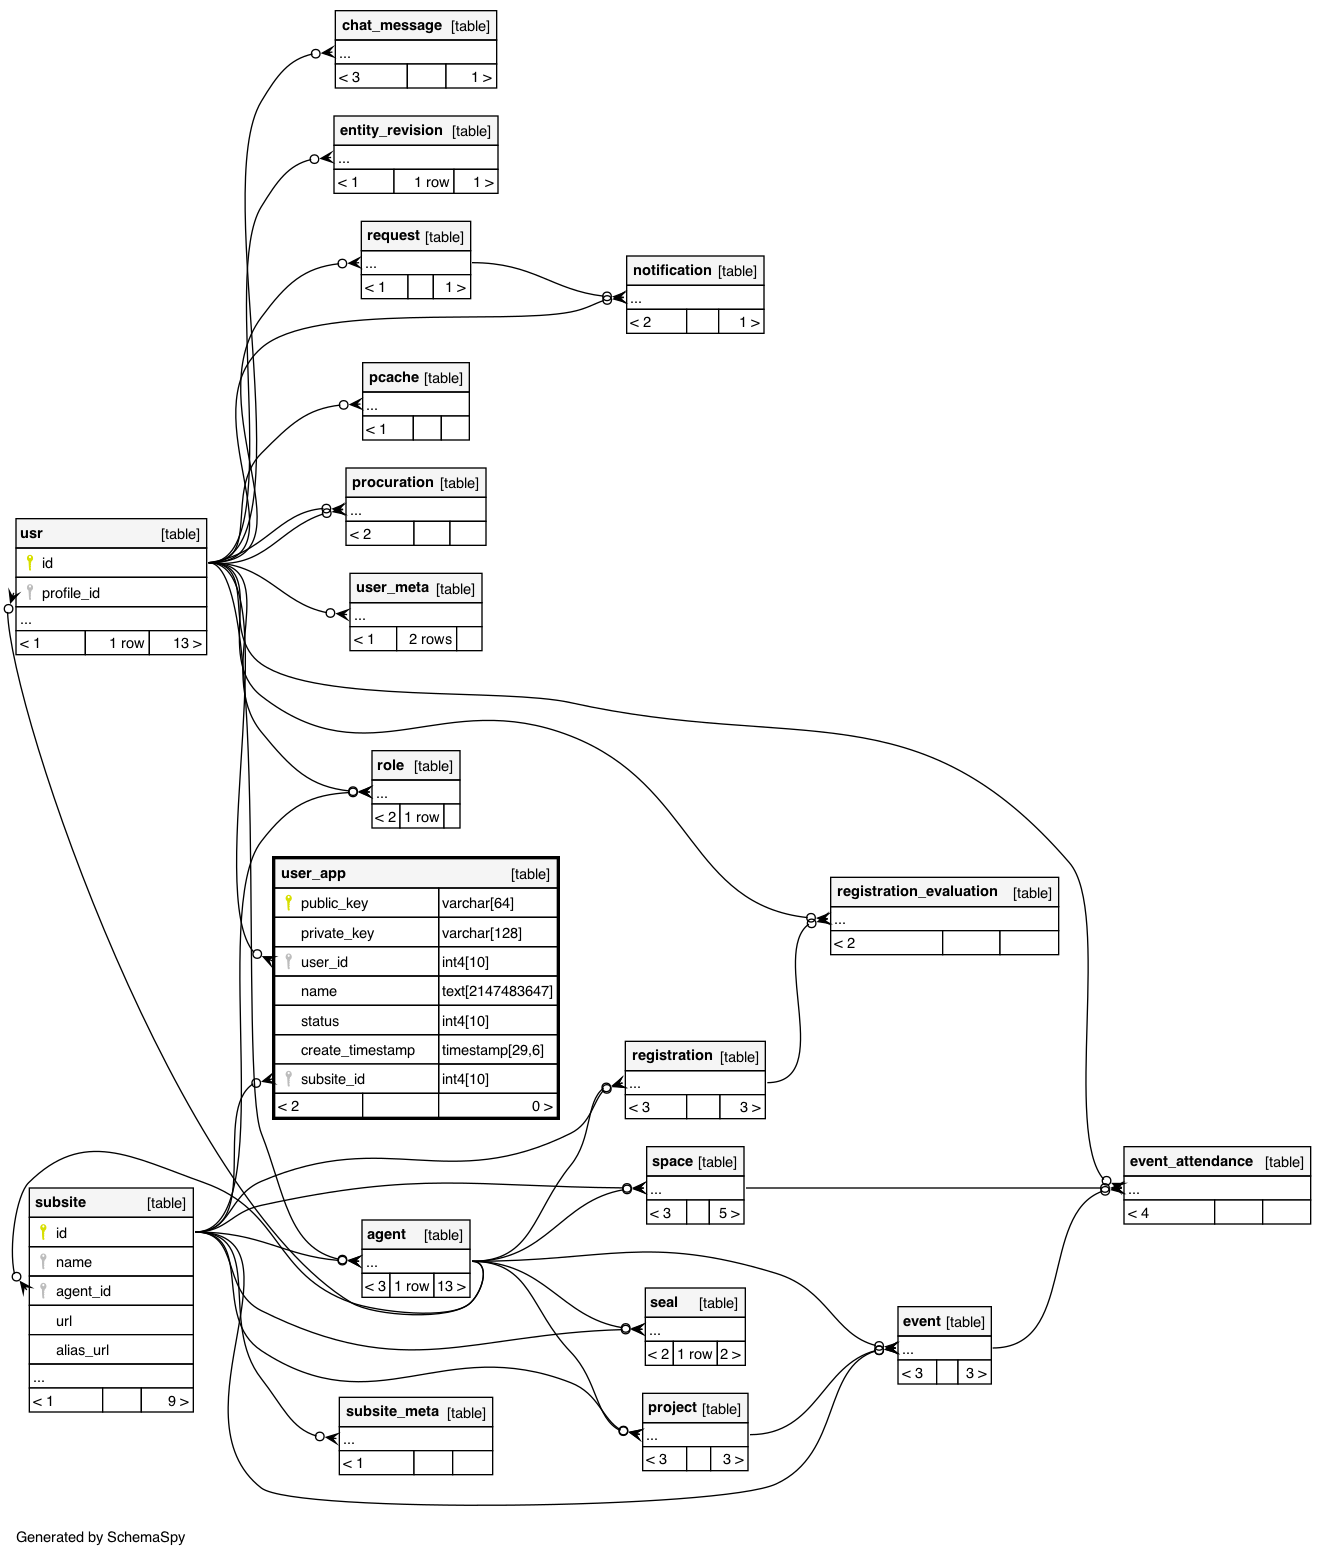 chat_message [table]
...
< 3 1 >
entity_revision [table]
...
< 1 1 row 1 >
request [table]
...
< 1 1 >
notification [table]
...
< 2 1 >
pcache [table]
...
< 1
procuration [table]
...
< 2
usr [table]
id
profile_id
...
< 1 1 row 13 >
user_meta [table]
...
< 1 2 rows
role [table]
...
< 2 1 row
user_app [table]
public_key varchar[64]
private_key varchar[128]
user_id int4[10]
name text[2147483647]
status int4[10]
create_timestamp timestamp[29,6]
subsite_id int4[10]
< 2 0 >
registration_evaluation [table]
...
< 2
registration [table]
...
< 3 3 >
space [table]
...
< 3 5 >
event_attendance [table]
...
< 4
subsite [table]
id
name
agent_id
url
alias_url
...
< 1 9 >
agent [table]
...
< 3 1 row 13 >
seal [table]
...
< 2 1 row 2 >
event [table]
...
< 3 3 >
project [table]
...
< 3 3 >
subsite_meta [table]
...
< 1
Generated by SchemaSpy